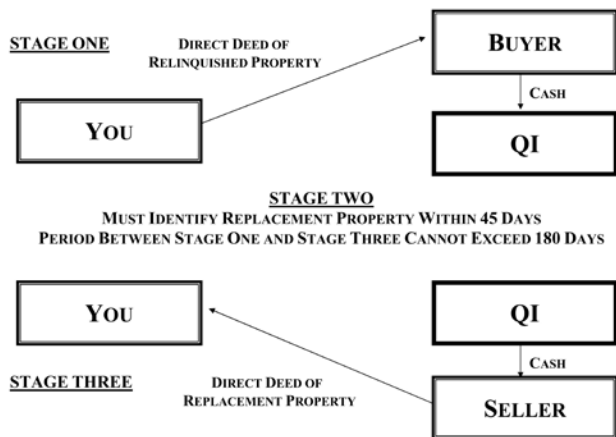 STAGE ONE
DIRECT DEED OF
RELINQUISHED PROPERTY
BUYER
CASH
YOU
QI
STAGE TWO
MUST IDENTIFY REPLACEMENT PROPERTY WITHIN 45 DAYS
PERIOD BETWEEN STAGE ONE AND STAGE THREE CANNOT EXCEED 180 DAYS
YOU
QI
CASH
STAGE THREE
DIRECT DEED OF
REPLACEMENT PROPERTY
SELLER